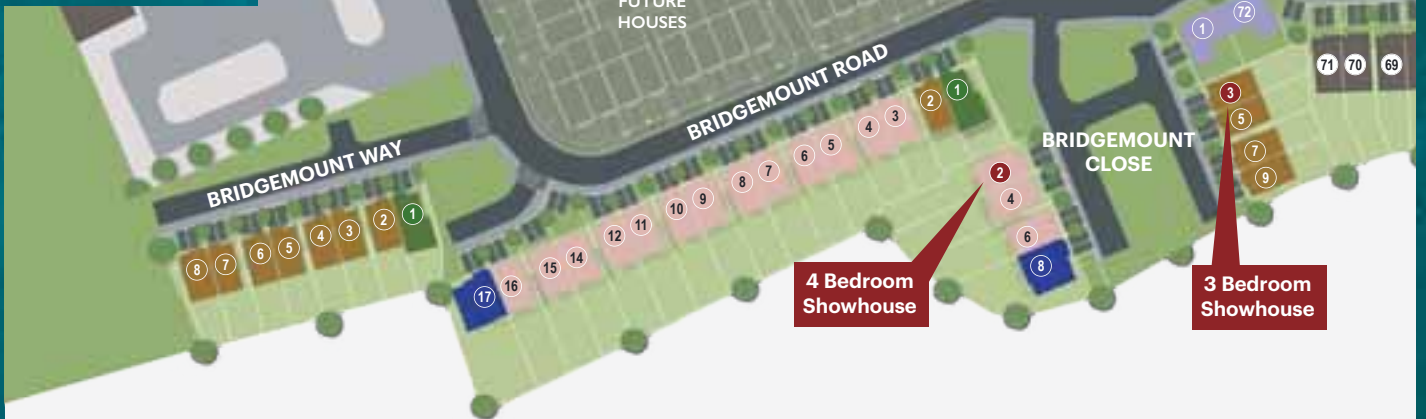 FUTURE
HOUSES
BRIDGEMOUNT WAY
BRIDGEMOUNT ROAD
BRIDGEMOUNT
CLOSE
8 7 6 5 4 3 2 1
17 16 15 14 12 11 10 9 8 7 6 5 4 3 2 1
2
4
6
8
1 72
3
5
7
9
71 70 69
4 Bedroom
Showhouse
3 Bedroom
Showhouse